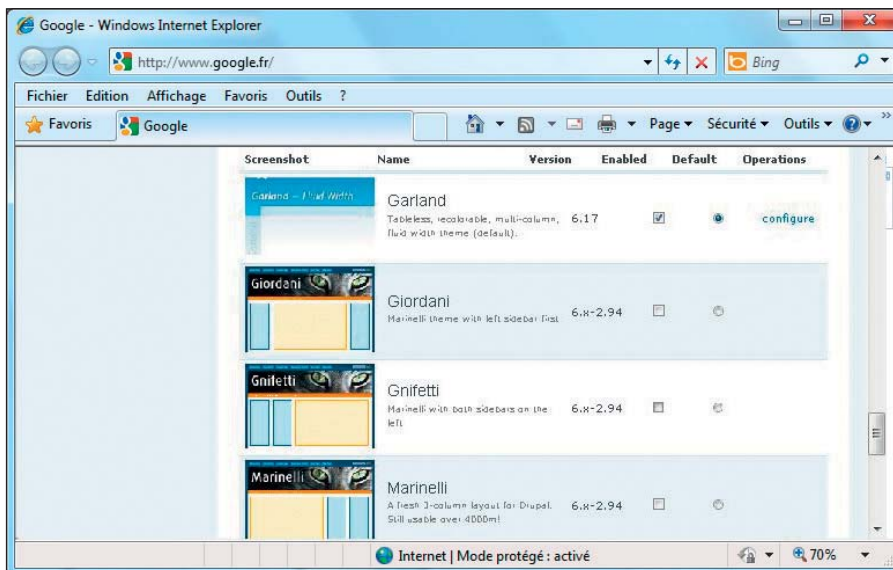 Google - Windows Internet Explorer
http://www.google.fr/
Bing
Fichier Edition Affichage Favoris Outils ?
Favoris Google Page Sécurité Outils
Screenshot Name Version Enabled Default Operations
Garland - Fluid Width
Garland
Tableless, recolorable, multi-column, 6.17 configure
fluid width theme (default).
Giordani
Giordani
Marinelli theme with left sidebar first 6.x-2.94
Gnifetti
Gnifetti
Marinelli with both sidebars on the 6.x-2.94
left
Marinelli
Marinelli
A fresh 3-column layout for Drupal. 6.x-2.94
Still usable over 4000m!
Internet | Mode protégé : activé 70%